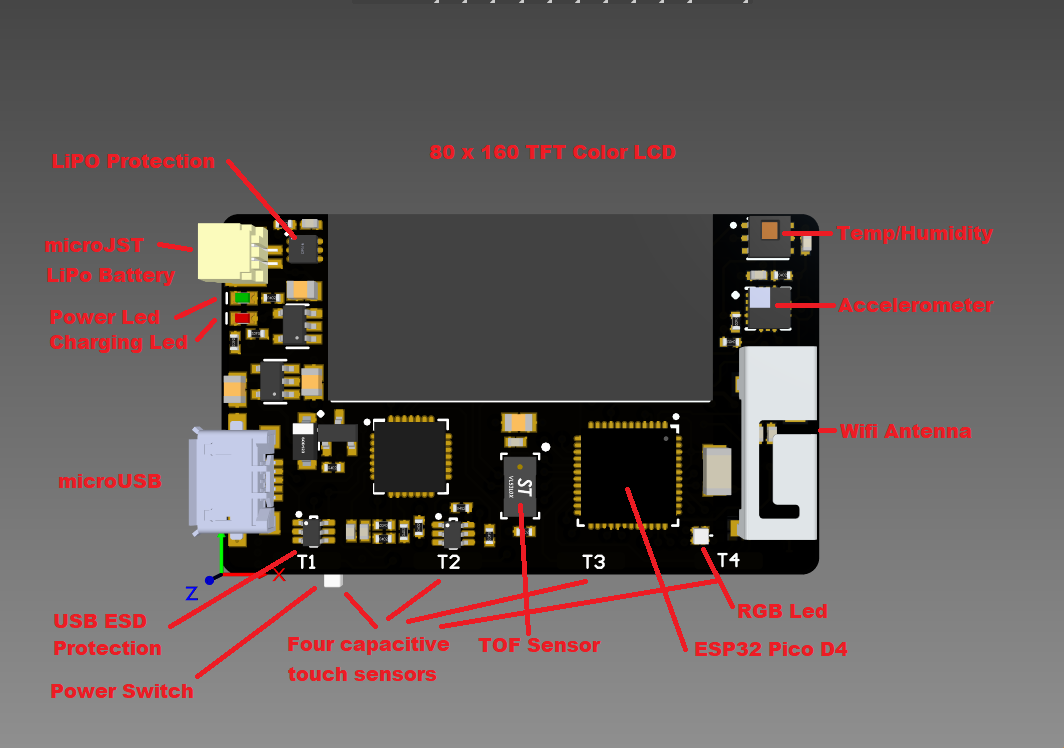 80 x 160 TFT Color LCD
LiPO Protection
microJST
LiPo Battery
Temp/Humidity
Power Led
Charging Led
Accelerometer
Wifi Antenna
microUSB
ST
T1
T2
T3
T4
Z
X
USB ESD
Protection
Power Switch
Four capacitive
touch sensors
TOF Sensor
RGB Led
ESP32 Pico D4